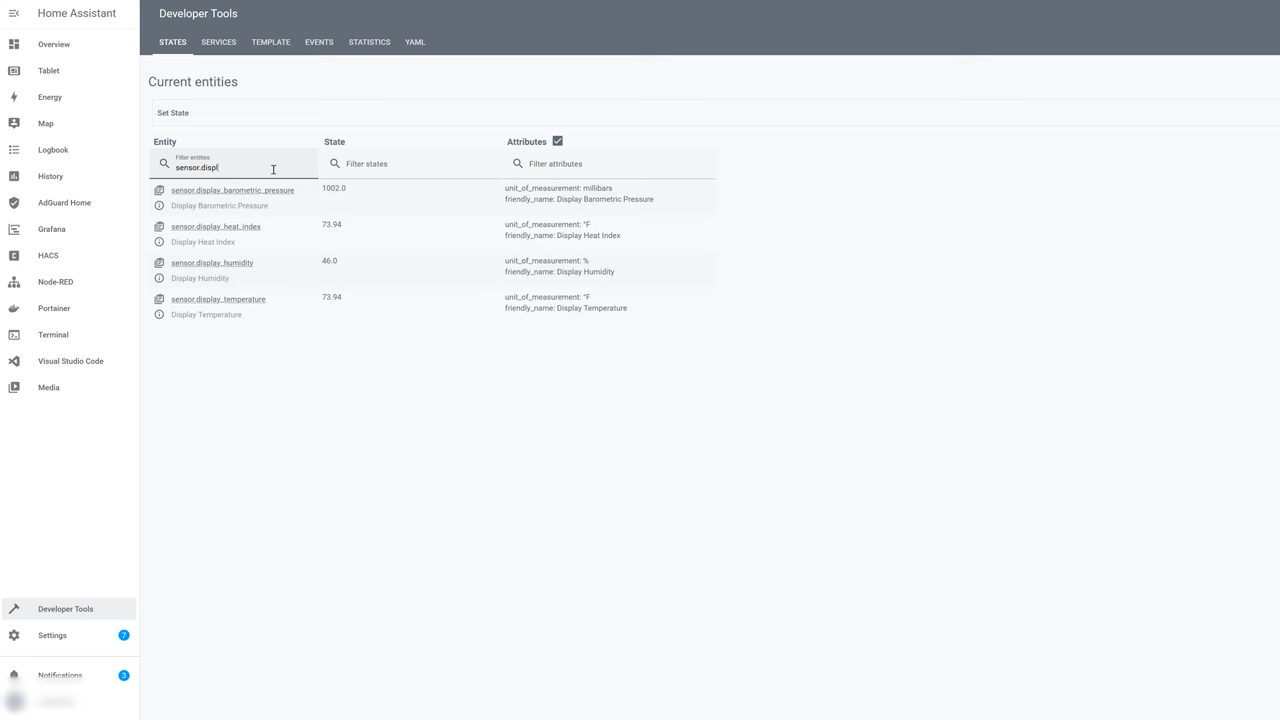 Home Assistant
Overview
Tablet
Energy
Map
Logbook
History
AdGuard Home
Grafana
HACS
Node-RED
Portainer
Terminal
Visual Studio Code
Media
Developer Tools
Settings 7
Notifications 3
Developer Tools
STATES SERVICES TEMPLATE EVENTS STATISTICS YAML
Current entities
Set State
Entity State Attributes
Filter entities
sensor.displ Filter states Filter attributes
sensor.display_barometric_pressure 1002.0 unit_of_measurement: millibars
Display Barometric Pressure friendly_name: Display Barometric Pressure
sensor.display_heat_index 73.94 unit_of_measurement: °F
Display Heat Index friendly_name: Display Heat Index
sensor.display_humidity 46.0 unit_of_measurement: %
Display Humidity friendly_name: Display Humidity
sensor.display_temperature 73.94 unit_of_measurement: °F
Display Temperature friendly_name: Display Temperature